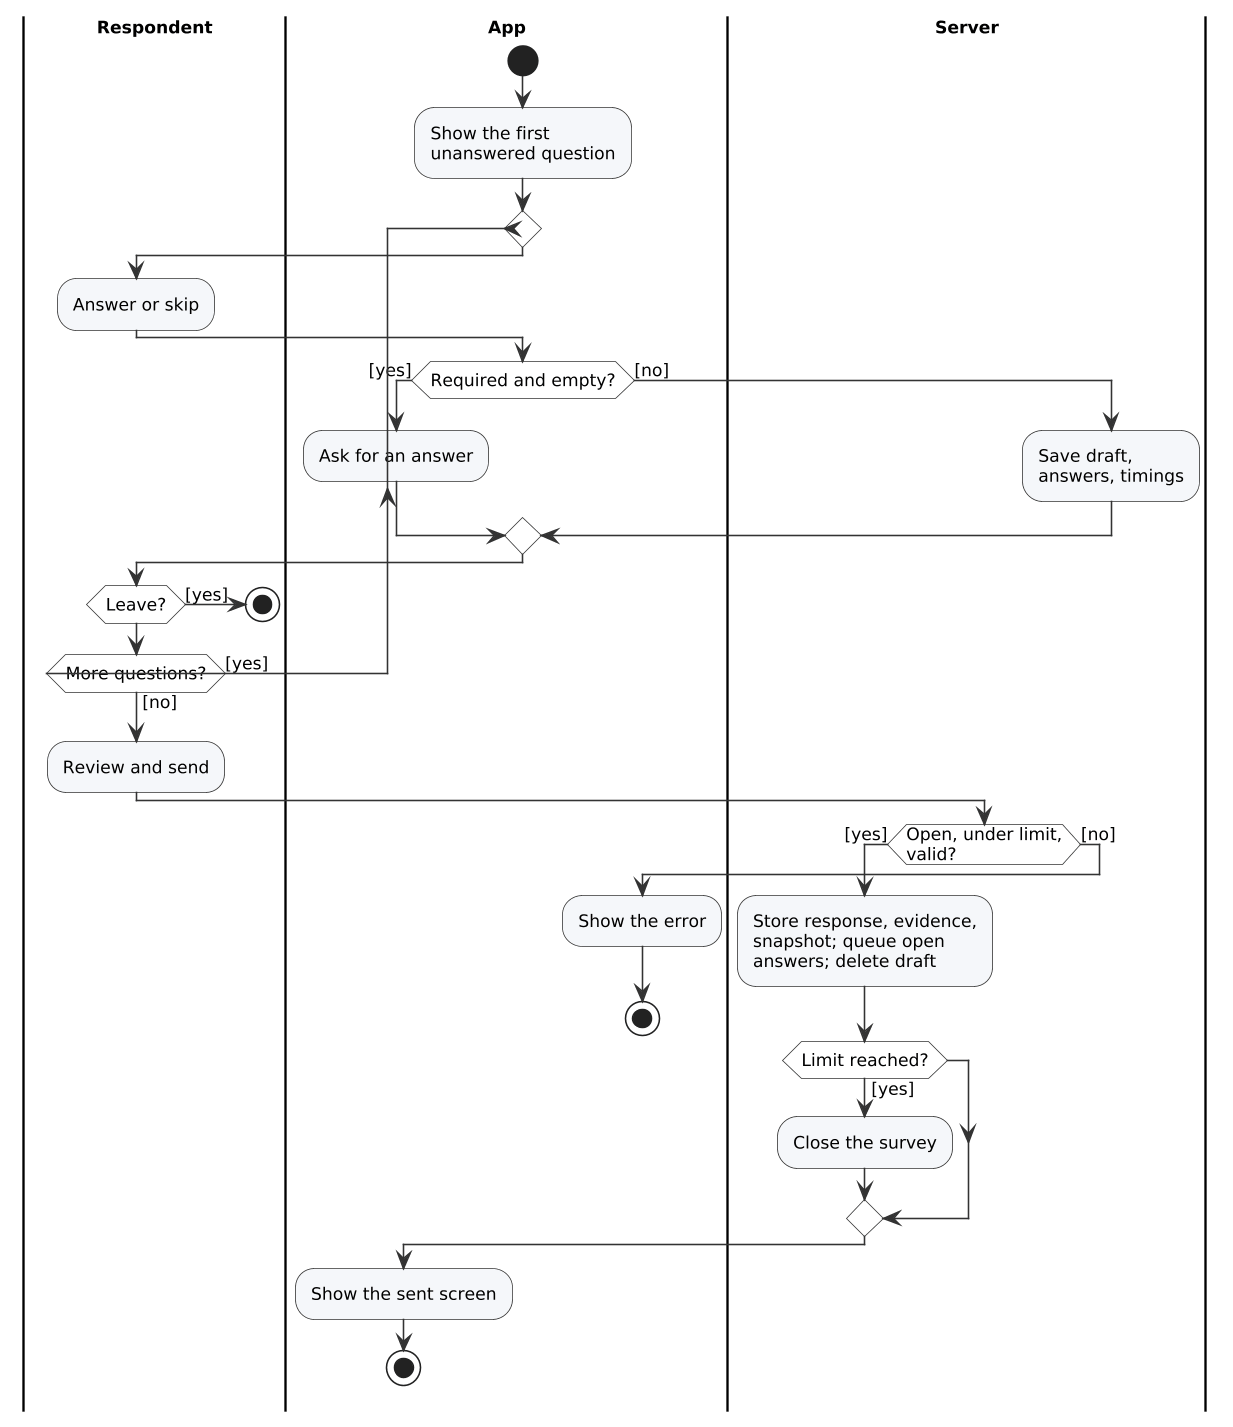 Respondent
App
Server
Show the first
unanswered question
Answer or skip
[yes]
Required and empty?
[no]
Ask for an answer
Save draft,
answers, timings
Leave?
[yes]
More questions?
[yes]
[no]
Review and send
[yes]
Open, under limit,
valid?
[no]
Show the error
Store response, evidence,
snapshot; queue open
answers; delete draft
Limit reached?
[yes]
Close the survey
Show the sent screen